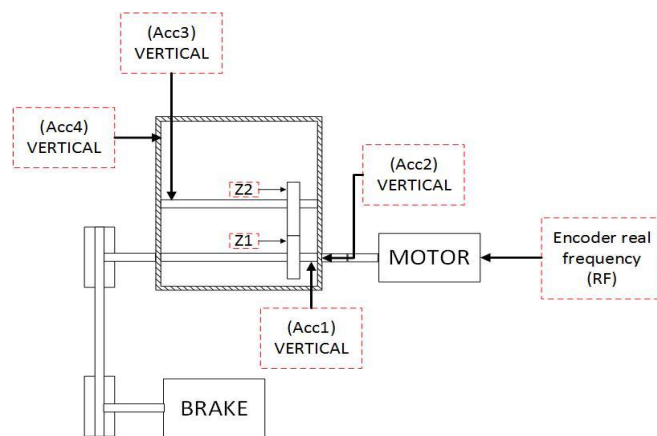 (Acc3)
VERTICAL
(Acc4)
VERTICAL
(Acc2)
VERTICAL
Z2
Z1
MOTOR
Encoder real
frequency
(RF)
(Acc1)
VERTICAL
BRAKE